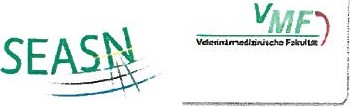 SEASN
VMF
Veterinärmedizinische Fakultät